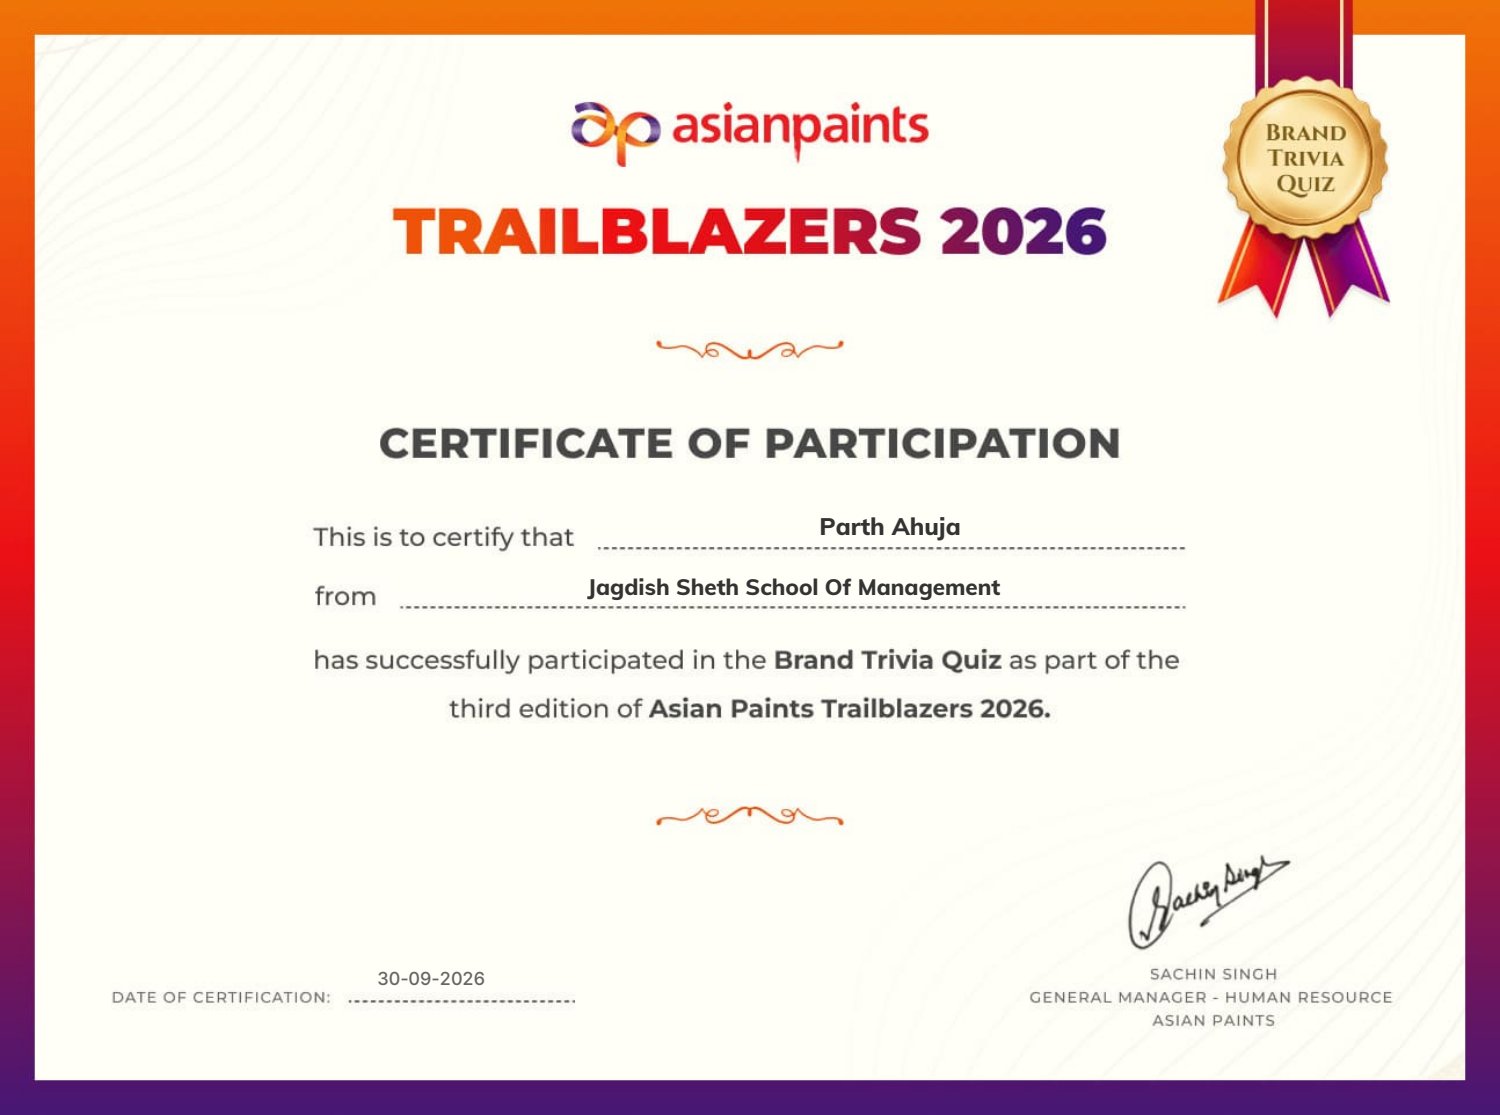 asianpaints
TRAILBLAZERS 2026
BRAND
TRIVIA
QUIZ
CERTIFICATE OF PARTICIPATION
This is to certify that Parth Ahuja
from Jagdish Sheth School Of Management
has successfully participated in the Brand Trivia Quiz as part of the
third edition of Asian Paints Trailblazers 2026.
Sachin Singh
DATE OF CERTIFICATION: 30-09-2026
SACHIN SINGH
GENERAL MANAGER - HUMAN RESOURCE
ASIAN PAINTS